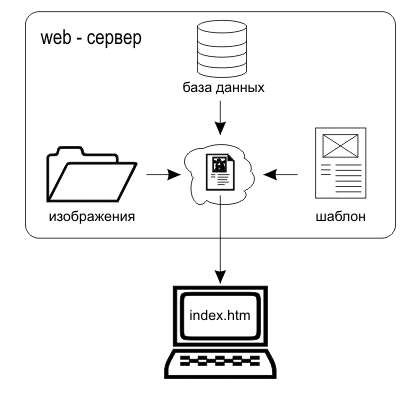 web - сервер
база данных
изображения
шаблон
index.htm